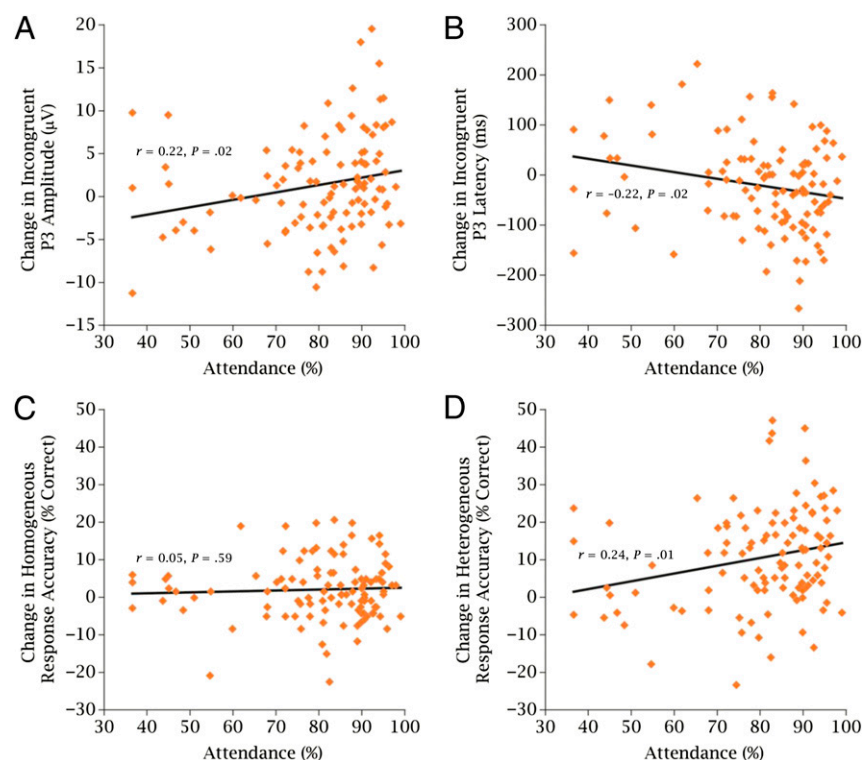 A
Change in Incongruent
P3 Amplitude (μV)
20
15
10
5
0
−5
−10
−15
r = 0.22, P = .02
30 40 50 60 70 80 90 100
Attendance (%)
B
Change in Incongruent
P3 Latency (ms)
300
200
100
0
−100
−200
−300
r = −0.22, P = .02
30 40 50 60 70 80 90 100
Attendance (%)
C
Change in Homogeneous
Response Accuracy (% Correct)
50
40
30
20
10
0
−10
−20
−30
r = 0.05, P = .59
30 40 50 60 70 80 90 100
Attendance (%)
D
Change in Heterogeneous
Response Accuracy (% Correct)
50
40
30
20
10
0
−10
−20
−30
r = 0.24, P = .01
30 40 50 60 70 80 90 100
Attendance (%)